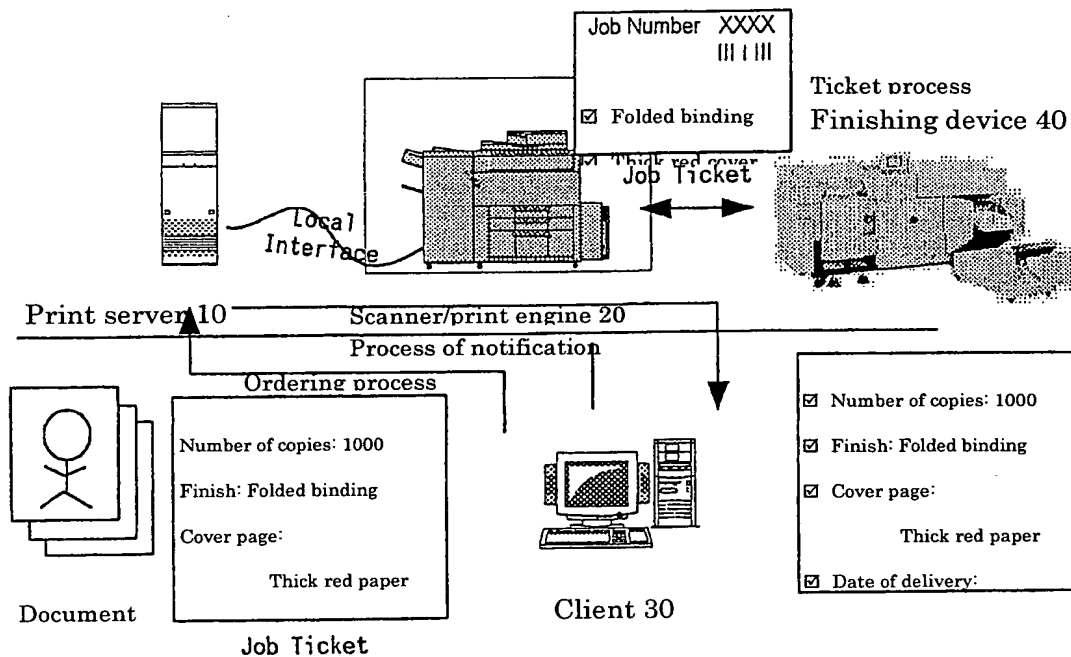 Job Number XXXX
Ticket process
Folded binding
Finishing device 40
Thick red cover
Job Ticket
Local
Interface
Print server 10
Scanner/print engine 20
Process of notification
Ordering process
Number of copies: 1000
Finish: Folded binding
Cover page:
Thick red paper
Document
Job Ticket
Client 30
Number of copies: 1000
Finish: Folded binding
Cover page:
Thick red paper
Date of delivery: